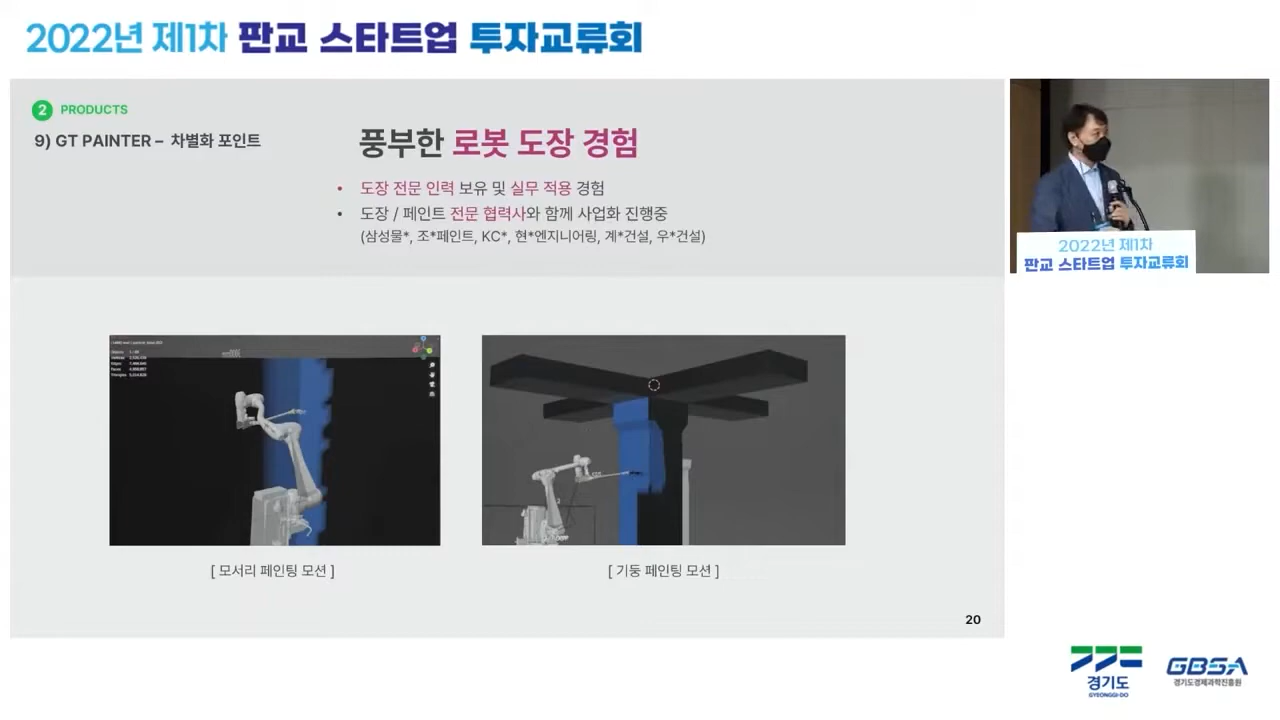 2022년 제1차 판교 스타트업 투자교류회
2 PRODUCTS
9) GT PAINTER – 차별화 포인트
풍부한 로봇 도장 경험
• 도장 전문 인력 보유 및 실무 적용 경험
• 도장 / 페인트 전문 협력사와 함께 사업화 진행중
(삼성물*, 조*페인트, KC*, 현*엔지니어링, 계*건설, 우*건설)
[ 모서리 페인팅 모션 ]
[ 기둥 페인팅 모션 ]
20
2022년 제1차
판교 스타트업 투자교류회
경기도
GYEONGGI-DO
GBSA
경기도경제과학진흥원